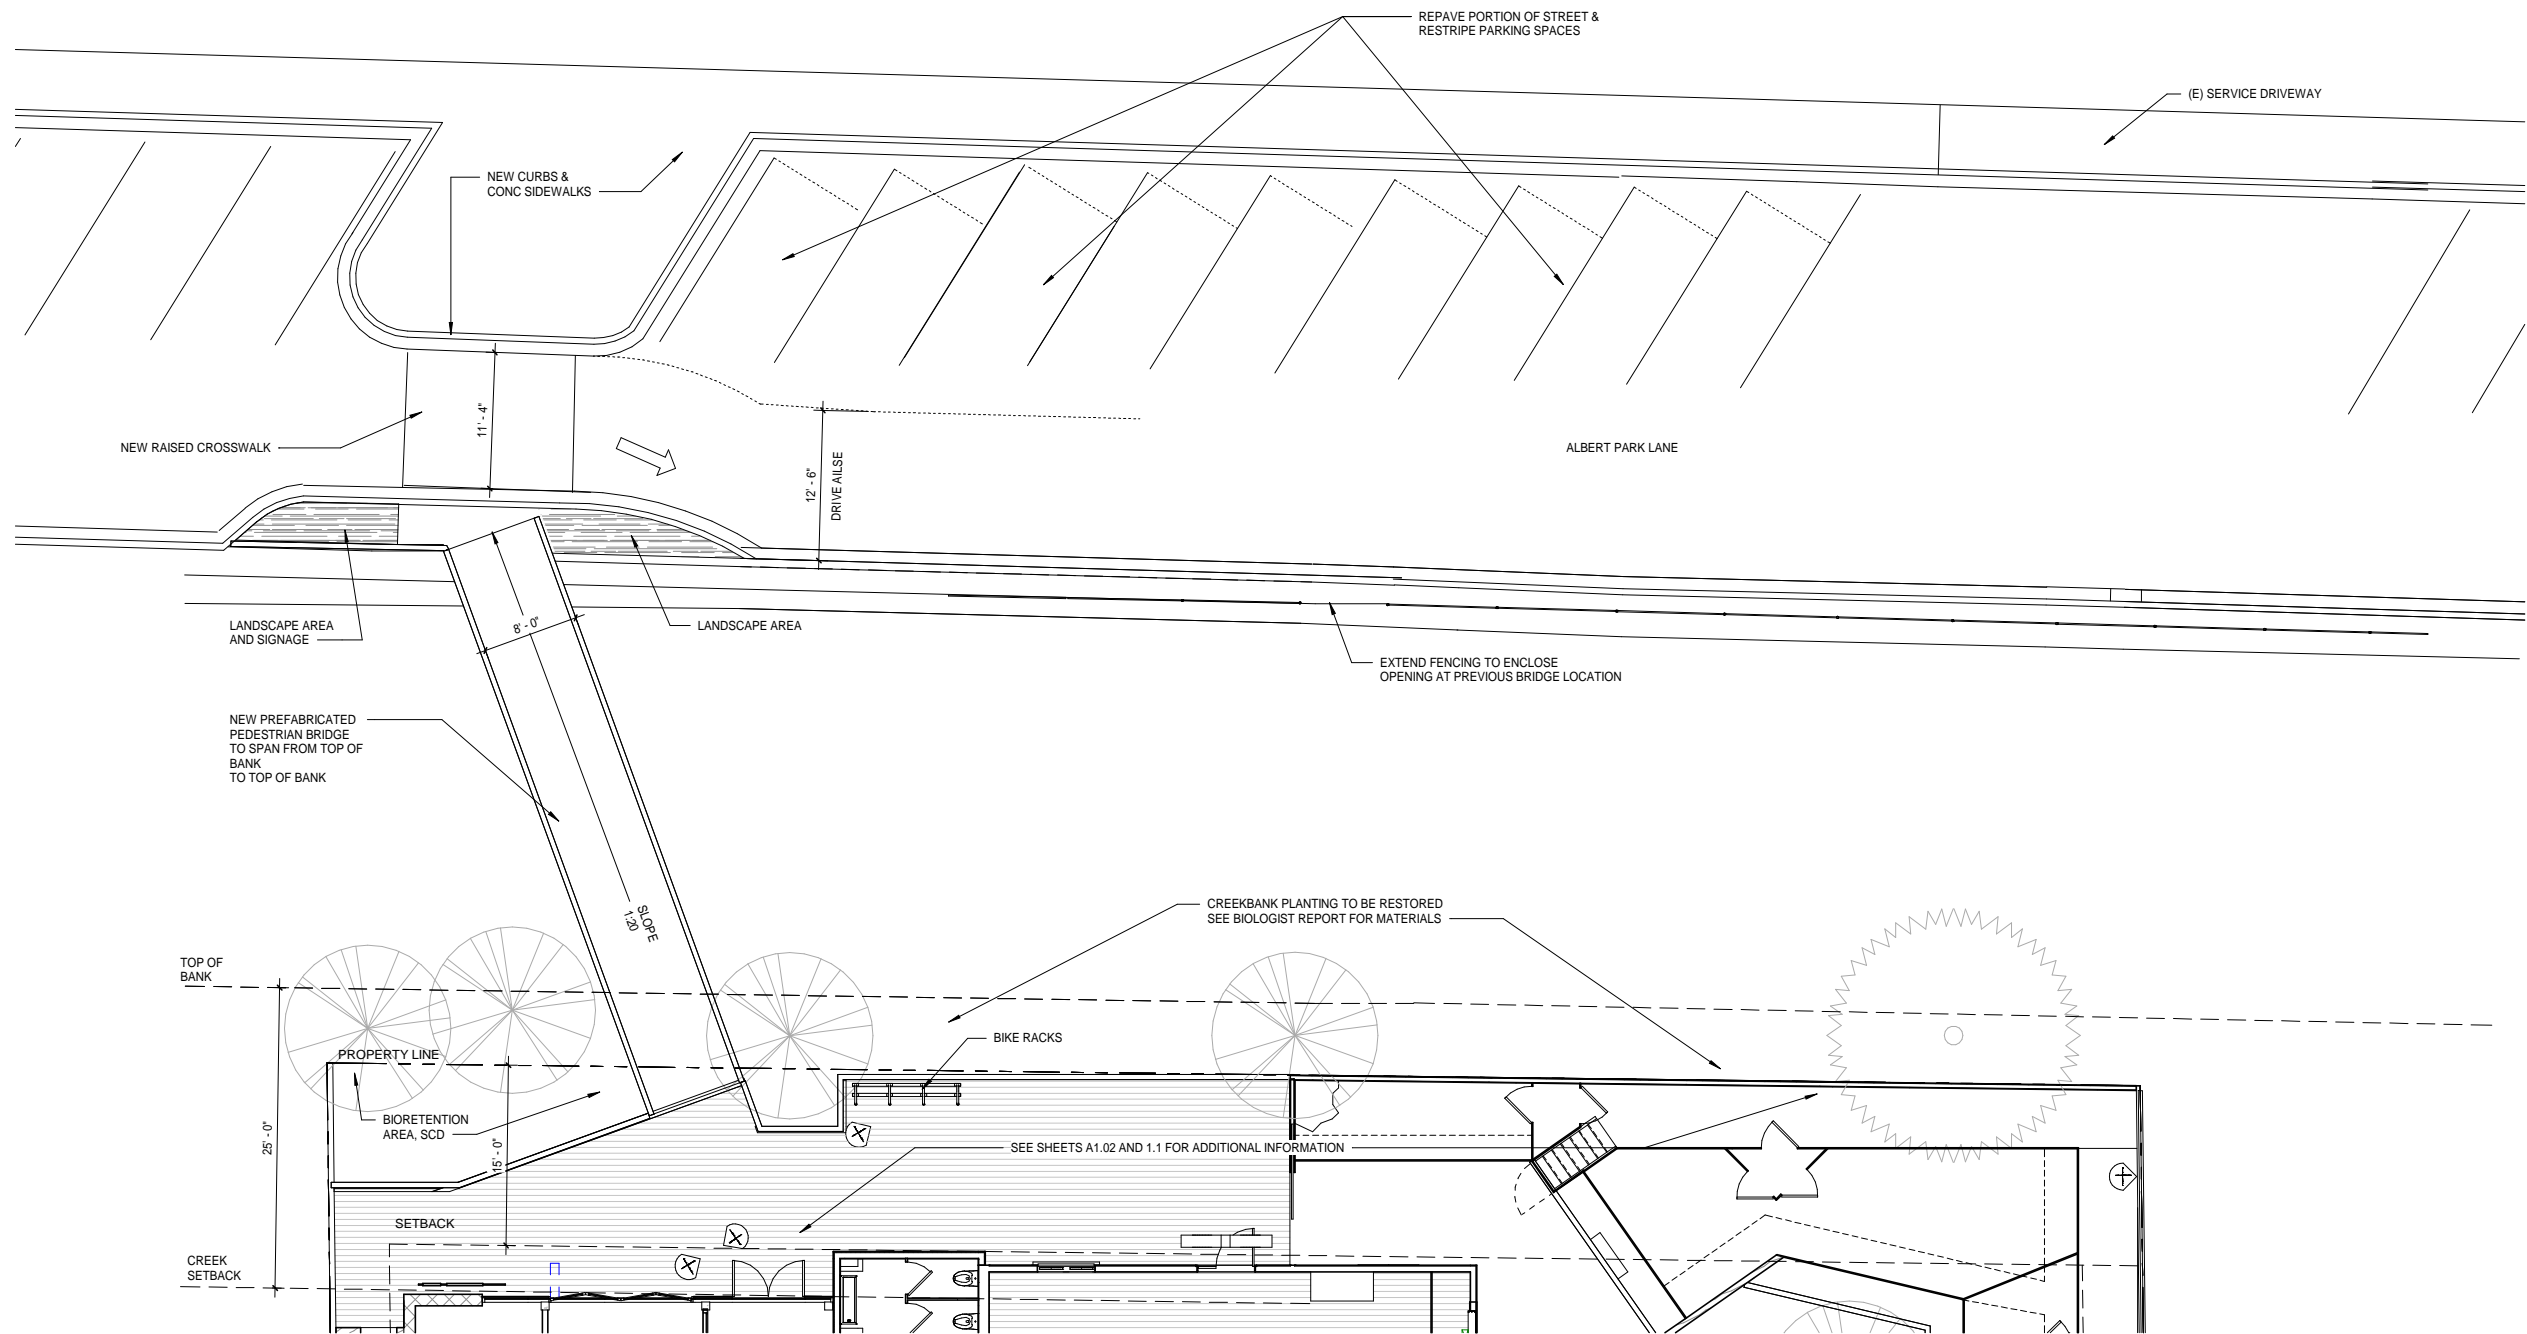 REPAVE PORTION OF STREET &
RESTRIPE PARKING SPACES
(E) SERVICE DRIVEWAY
NEW CURBS &
CONC SIDEWALKS
11' - 4"
NEW RAISED CROSSWALK
12' - 6"
DRIVE AILSE
ALBERT PARK LANE
LANDSCAPE AREA
AND SIGNAGE
8' - 0"
LANDSCAPE AREA
EXTEND FENCING TO ENCLOSE
OPENING AT PREVIOUS BRIDGE LOCATION
NEW PREFABRICATED
PEDESTRIAN BRIDGE
TO SPAN FROM TOP OF
BANK
TO TOP OF BANK
SLOPE
1:20
CREEKBANK PLANTING TO BE RESTORED
SEE BIOLOGIST REPORT FOR MATERIALS
TOP OF
BANK
BIKE RACKS
PROPERTY LINE
BIORETENTION
AREA, SCD
25' - 0"
15' - 0"
SEE SHEETS A1.02 AND 1.1 FOR ADDITIONAL INFORMATION
SETBACK
CREEK
SETBACK